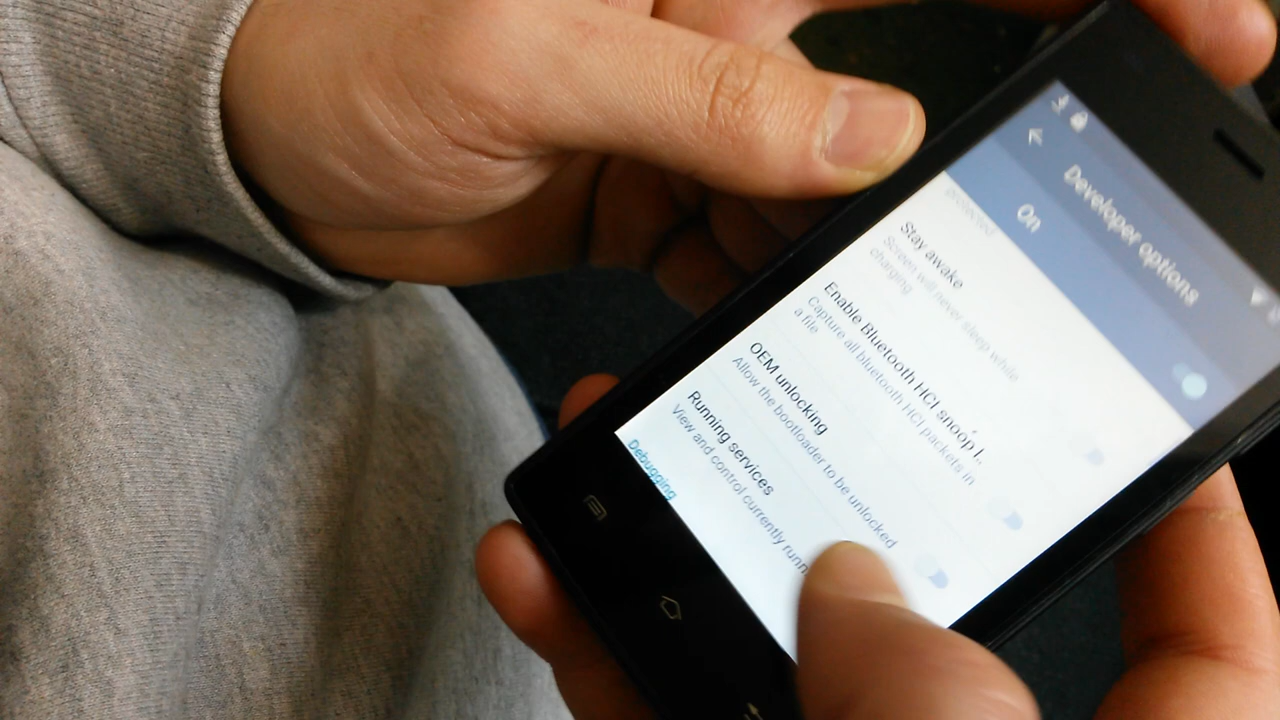 Developer options
On
protected
Stay awake
Screen will never sleep while
charging
Enable Bluetooth HCI snoop l..
Capture all bluetooth HCI packets in
a file
OEM unlocking
Allow the bootloader to be unlocked
Running services
View and control currently runn
Debugging